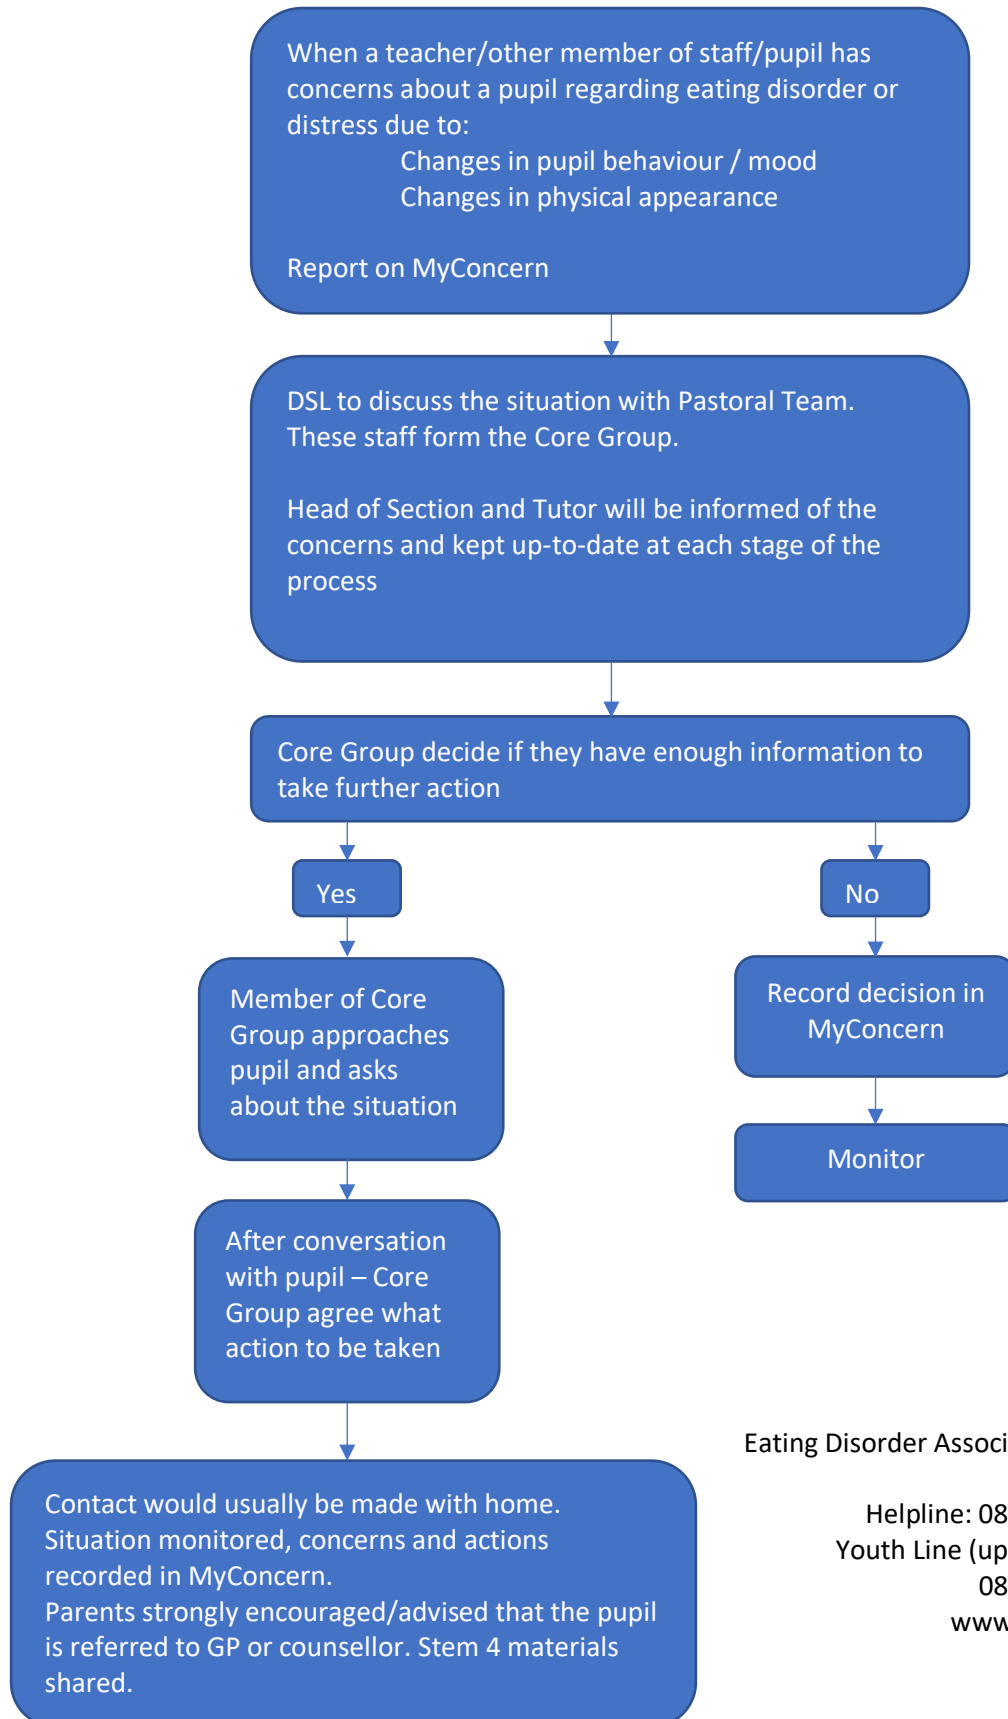 When a teacher/other member of staff/pupil has
concerns about a pupil regarding eating disorder or
distress due to:
Changes in pupil behaviour / mood
Changes in physical appearance
Report on MyConcern
DSL to discuss the situation with Pastoral Team.
These staff form the Core Group.
Head of Section and Tutor will be informed of the
concerns and kept up-to-date at each stage of the
process
Core Group decide if they have enough information to
take further action
Yes
No
Member of Core
Group approaches
pupil and asks
about the situation
Record decision in
MyConcern
Monitor
After conversation
with pupil – Core
Group agree what
action to be taken
Contact would usually be made with home.
Situation monitored, concerns and actions
recorded in MyConcern.
Parents strongly encouraged/advised that the pupil
is referred to GP or counsellor. Stem 4 materials
shared.
Eating Disorder Associ
Helpline: 08
Youth Line (up
08
www